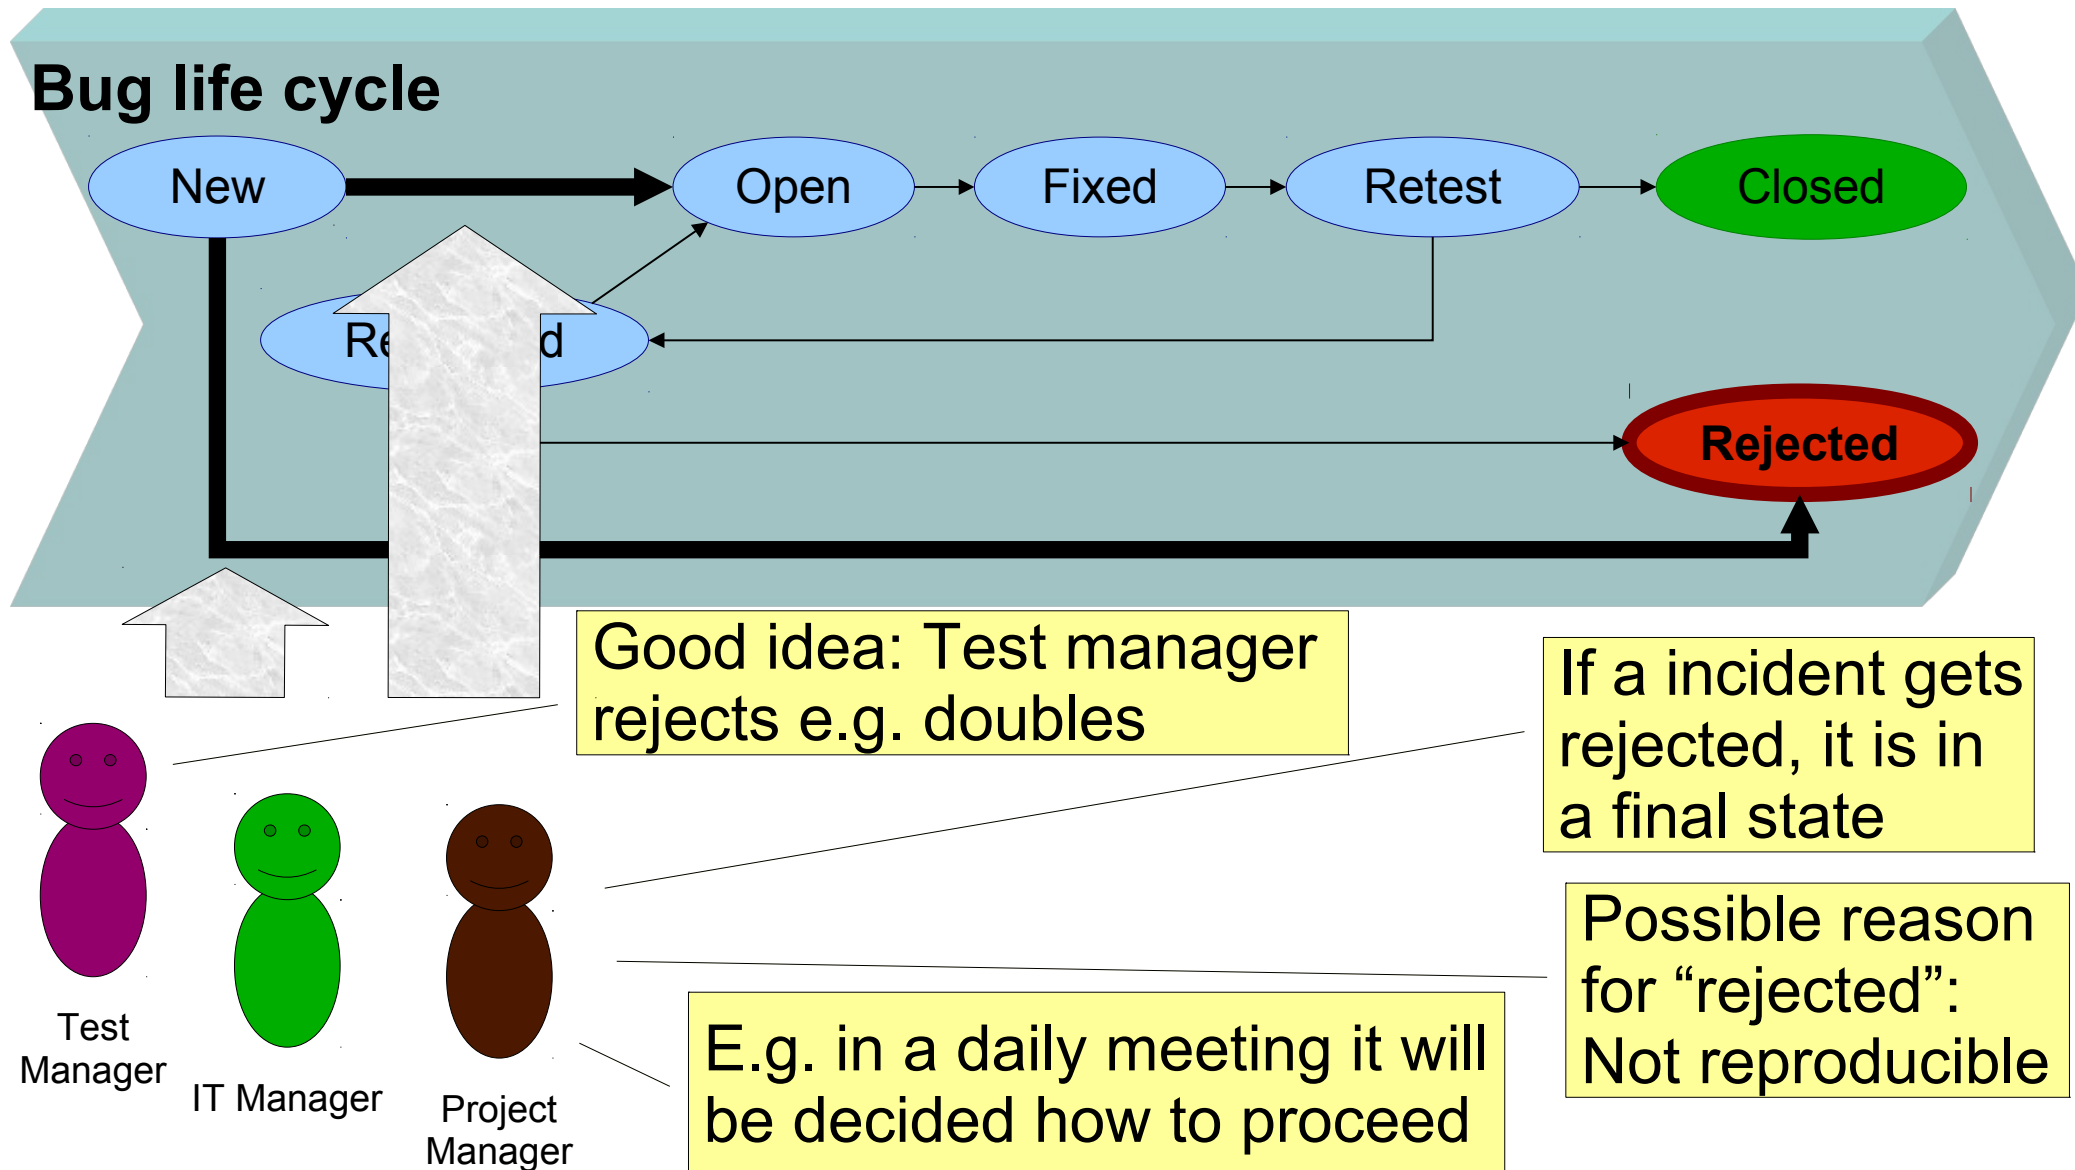 Bug life cycle
New
Open
Fixed
Retest
Closed
Rejected
Good idea: Test manager
rejects e.g. doubles
If a incident gets
rejected, it is in
a final state
Possible reason
for “rejected”:
Not reproducible
E.g. in a daily meeting it will
be decided how to proceed
Test
Manager
IT Manager
Project
Manager